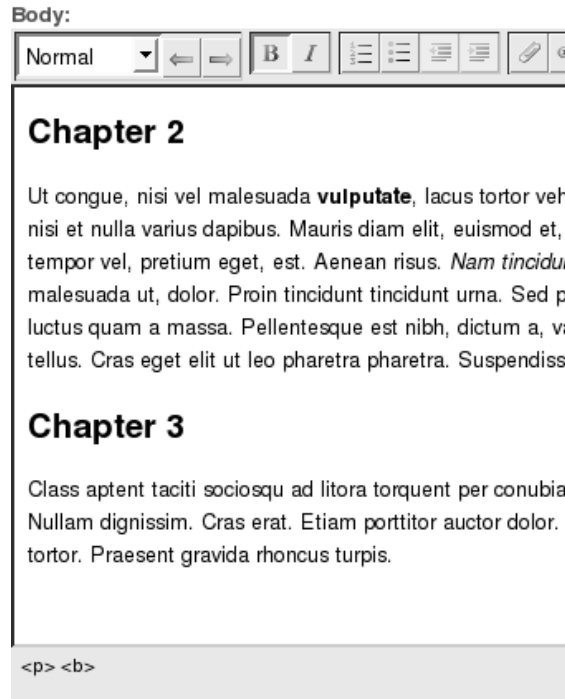 Body:
Normal B I
Chapter 2
Ut congue, nisi vel malesuada vulputate, lacus tortor veh
nisi et nulla varius dapibus. Mauris diam elit, euismod et,
tempor vel, pretium eget, est. Aenean risus. Nam tincidu
malesuada ut, dolor. Proin tincidunt tincidunt urna. Sed p
luctus quam a massa. Pellentesque est nibh, dictum a, va
tellus. Cras eget elit ut leo pharetra pharetra. Suspendiss
Chapter 3
Class aptent taciti sociosqu ad litora torquent per conubia
Nullam dignissim. Cras erat. Etiam porttitor auctor dolor.
tortor. Praesent gravida rhoncus turpis.
<p> <b>